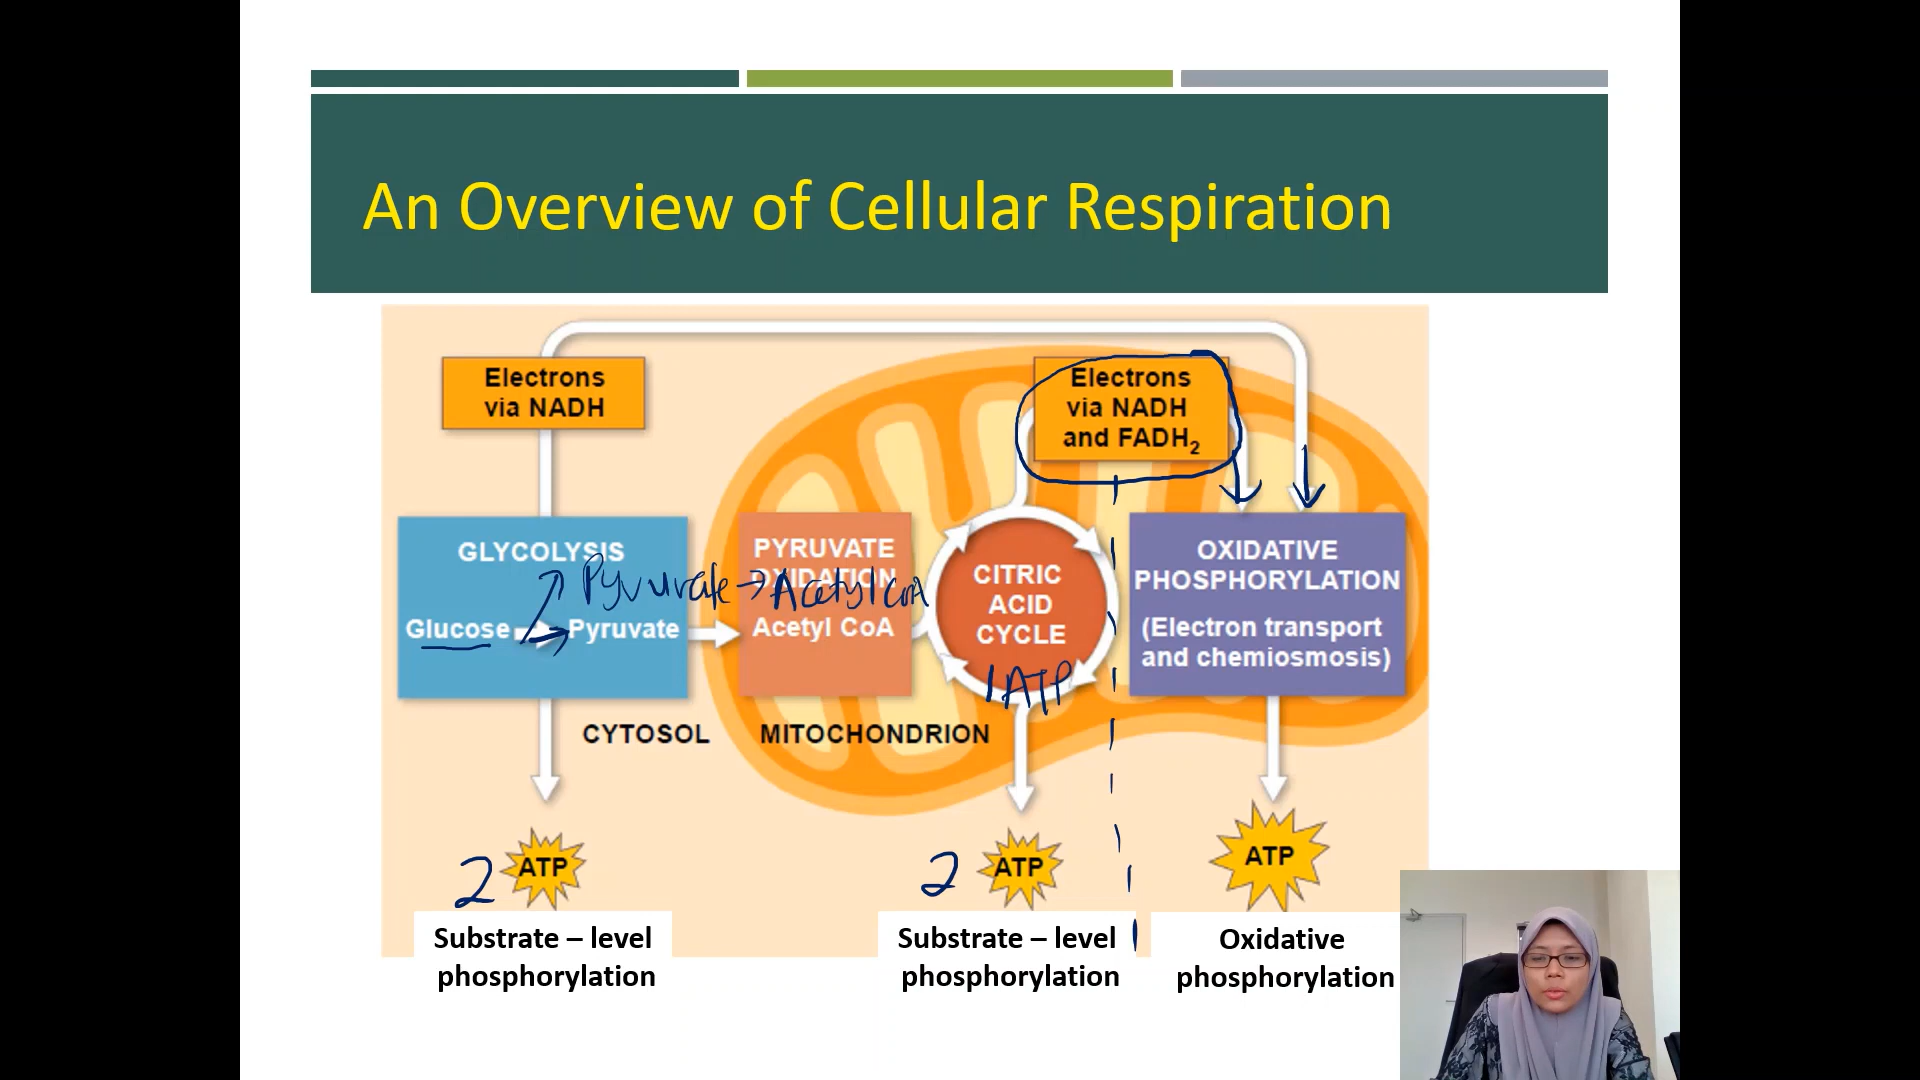 An Overview of Cellular Respiration
Electrons
via NADH
Electrons
via NADH
and FADH₂
GLYCOLYSIS
Glucose
Pyruvate
Pyruvate → Acetyl CoA
PYRUVATE
OXIDATION
Acetyl CoA
CITRIC
ACID
CYCLE
1 ATP
OXIDATIVE
PHOSPHORYLATION
(Electron transport
and chemiosmosis)
CYTOSOL
MITOCHONDRION
2 ATP
2 ATP
ATP
Substrate – level
phosphorylation
Substrate – level
phosphorylation
Oxidative
phosphorylation